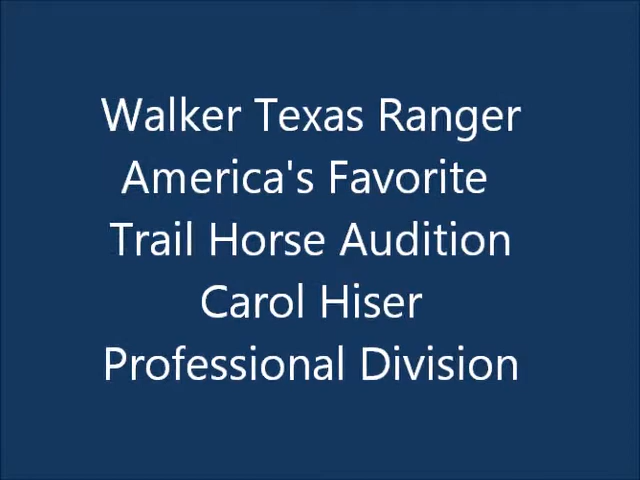 Walker Texas Ranger
America's Favorite
Trail Horse Audition
Carol Hiser
Professional Division